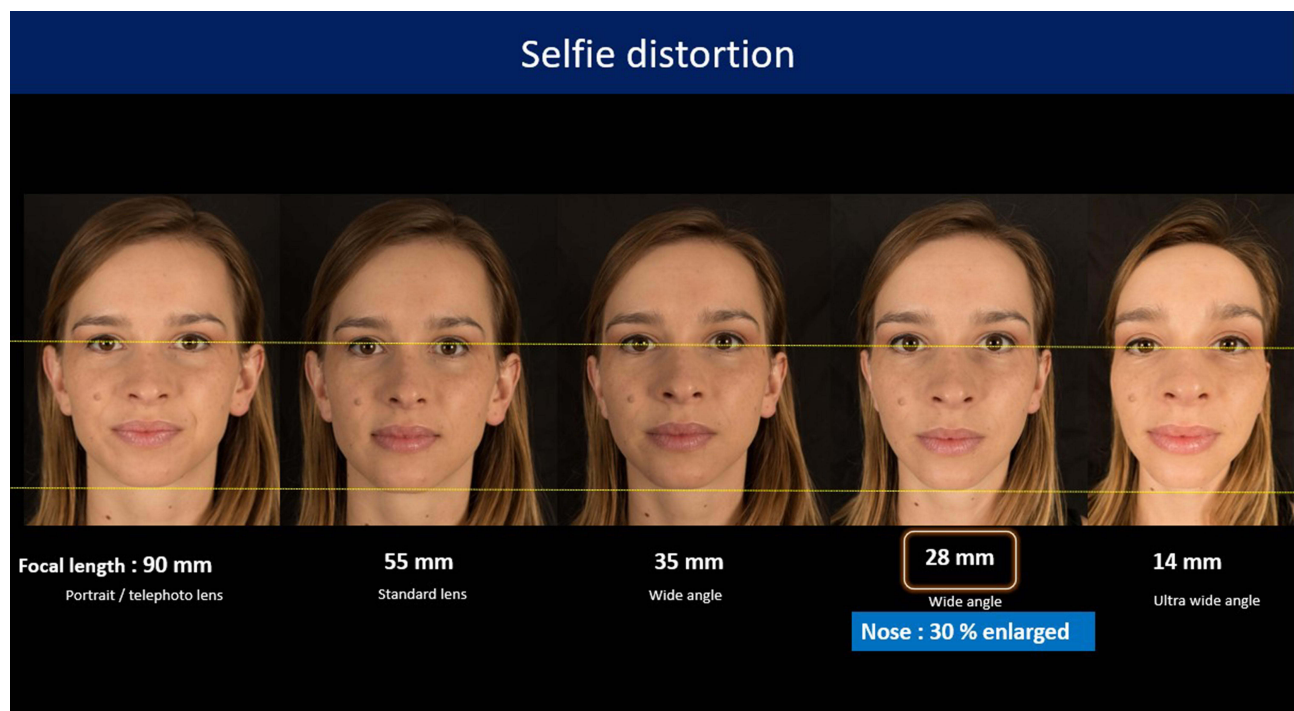 Selfie distortion
Focal length : 90 mm
Portrait / telephoto lens
55 mm
Standard lens
35 mm
Wide angle
28 mm
Wide angle
Nose : 30 % enlarged
14 mm
Ultra wide angle